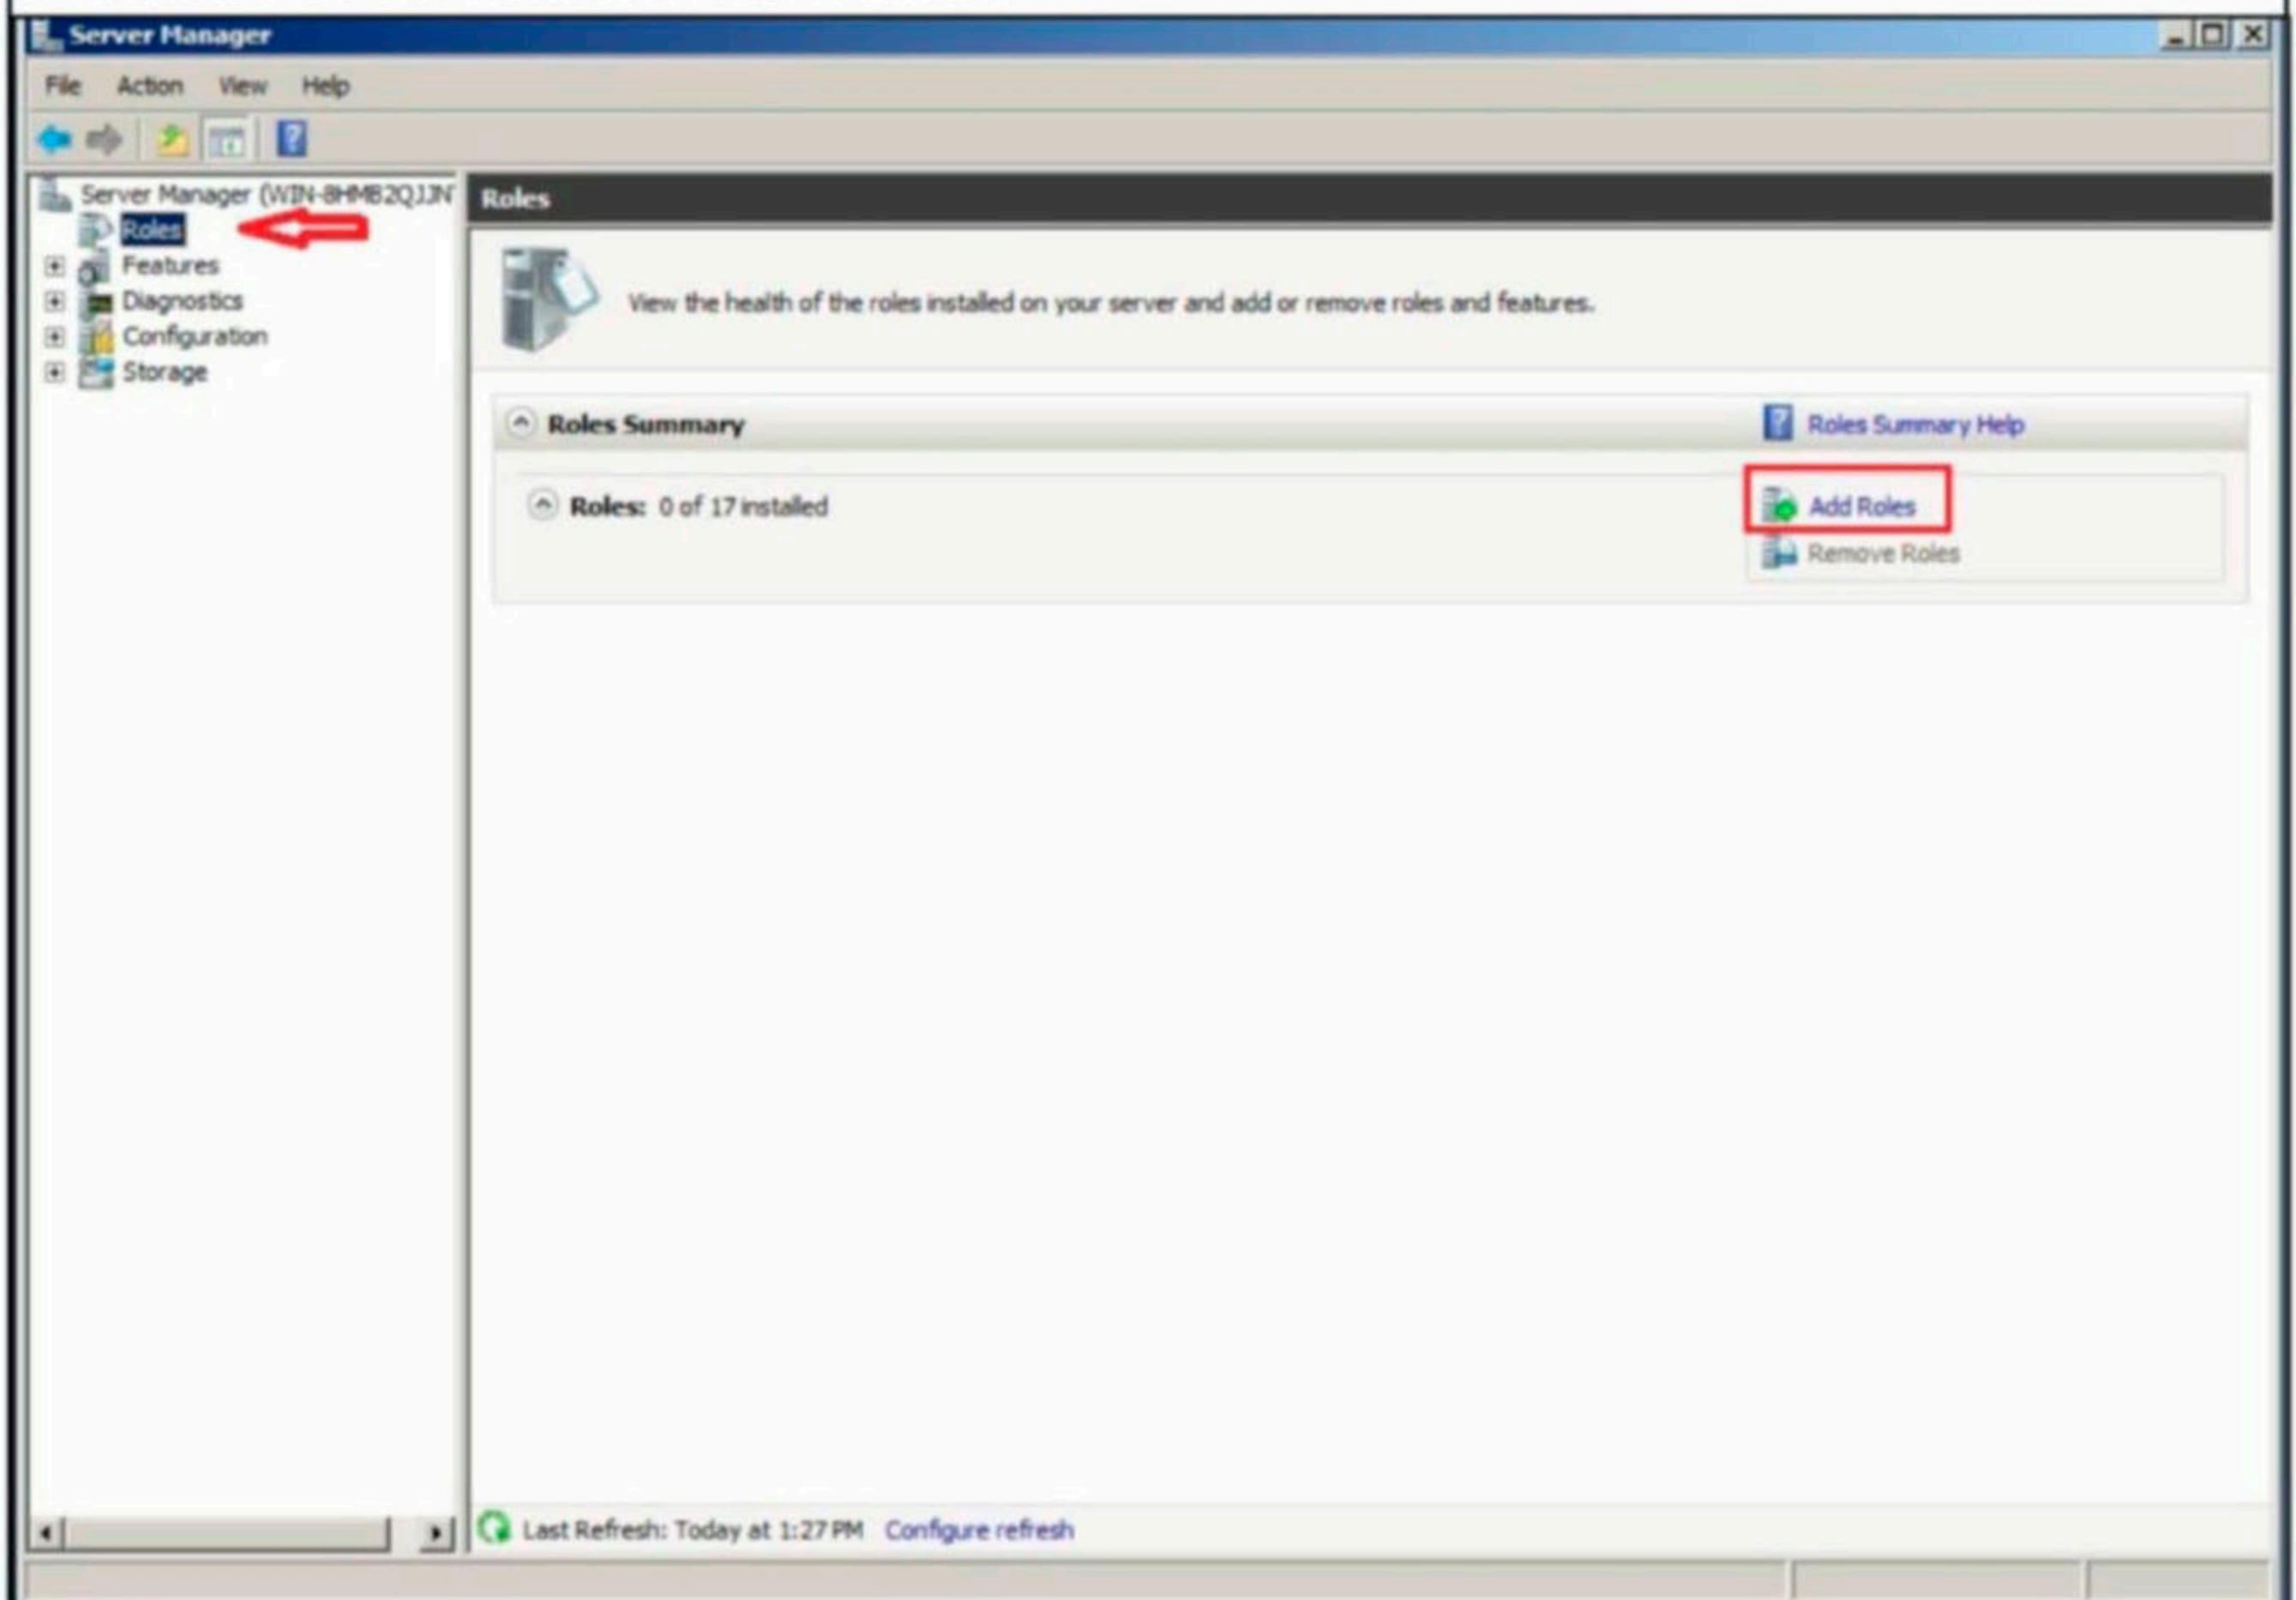 Server Manager
File Action View Help
Server Manager (WIN-8HMB2QJJN
Roles
Features
Diagnostics
Configuration
Storage
Roles
View the health of the roles installed on your server and add or remove roles and features.
Roles Summary
Roles Summary Help
Roles: 0 of 17 installed
Add Roles
Remove Roles
Last Refresh: Today at 1:27 PM Configure refresh